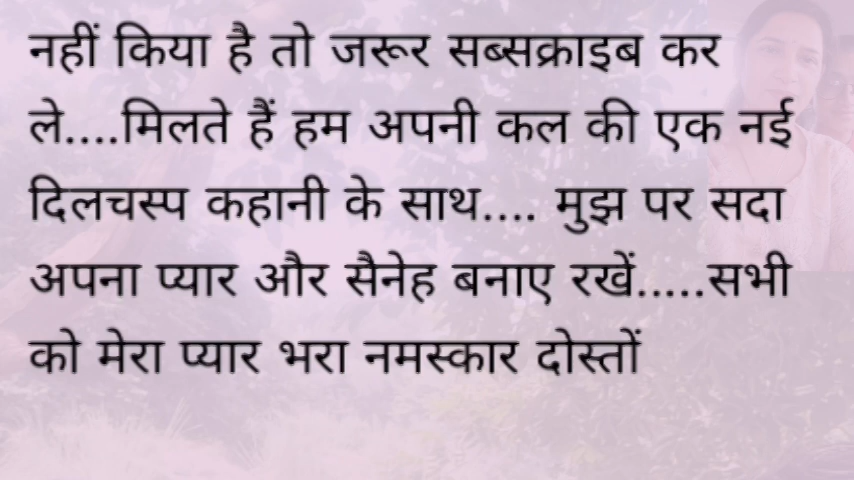 नहीं किया है तो जरूर सब्सक्राइब कर
ले....मिलते हैं हम अपनी कल की एक नई
दिलचस्प कहानी के साथ.... मुझ पर सदा
अपना प्यार और सैनेह बनाए रखें.....सभी
को मेरा प्यार भरा नमस्कार दोस्तों